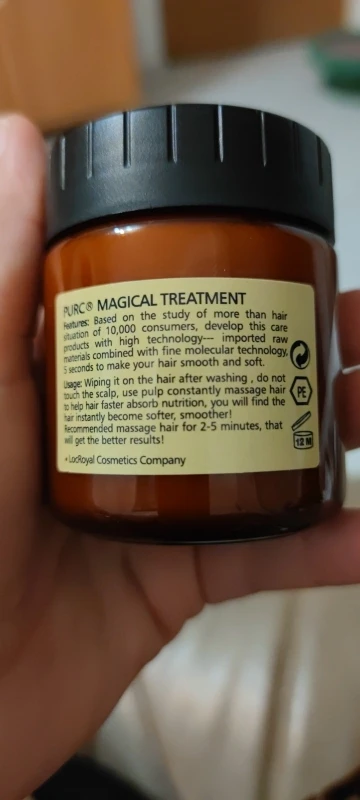 PURC® MAGICAL TREATMENT
Features: Based on the study of more than hair
situation of 10,000 consumers, develop this care
products with high technology--- imported raw
materials combined with fine molecular technology.
5 seconds to make your hair smooth and soft.
Usage: Wiping it on the hair after washing , do not
touch the scalp, use pulp constantly massage hair
to help hair faster absorb nutrition, you will find the
hair instantly become softer, smoother!
Recommended massage hair for 2-5 minutes, that
will get the better results!
LocRoyal Cosmetics Company
PE
12 M